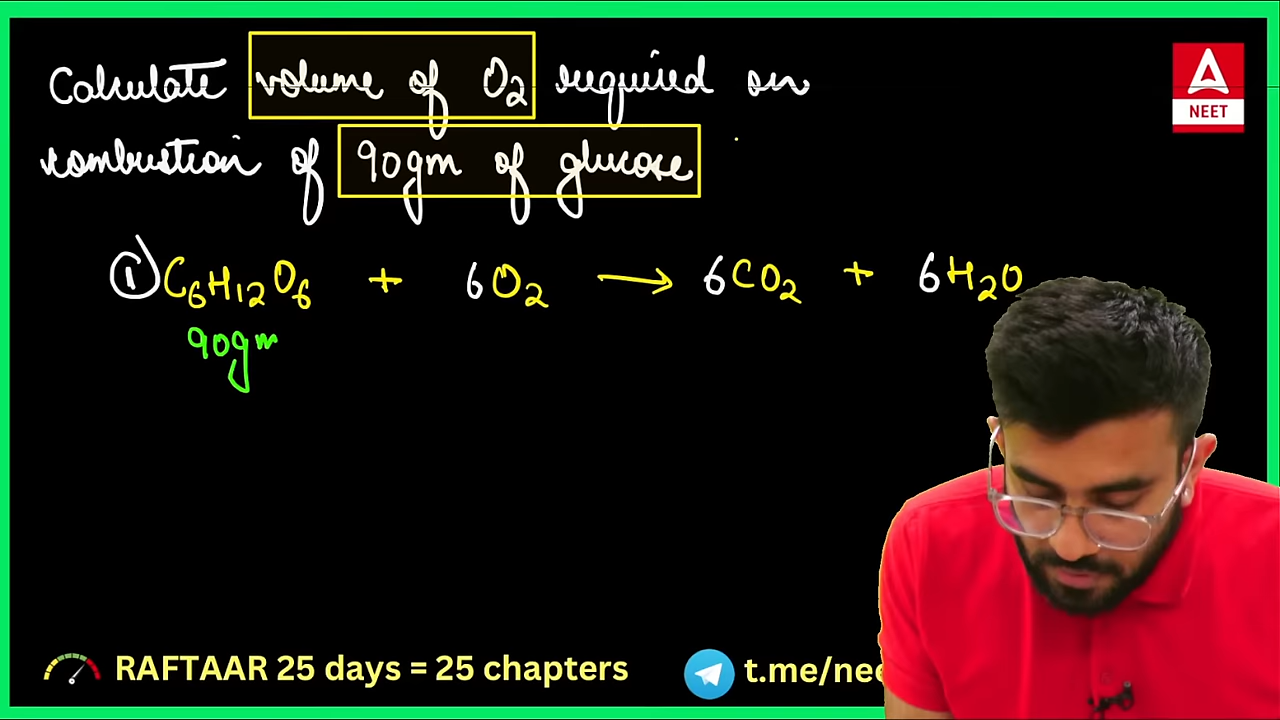 Calculate volume of O2 required on
combustion of 90gm of glucose
NEET
① C6H12O6 + 6O2 → 6CO2 + 6H2O
90gm
RAFTAAR 25 days = 25 chapters
t.me/nee